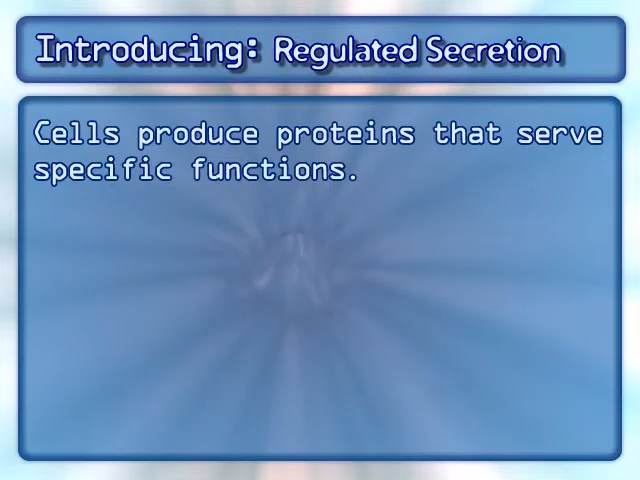 Introducing: Regulated Secretion
Cells produce proteins that serve
specific functions.